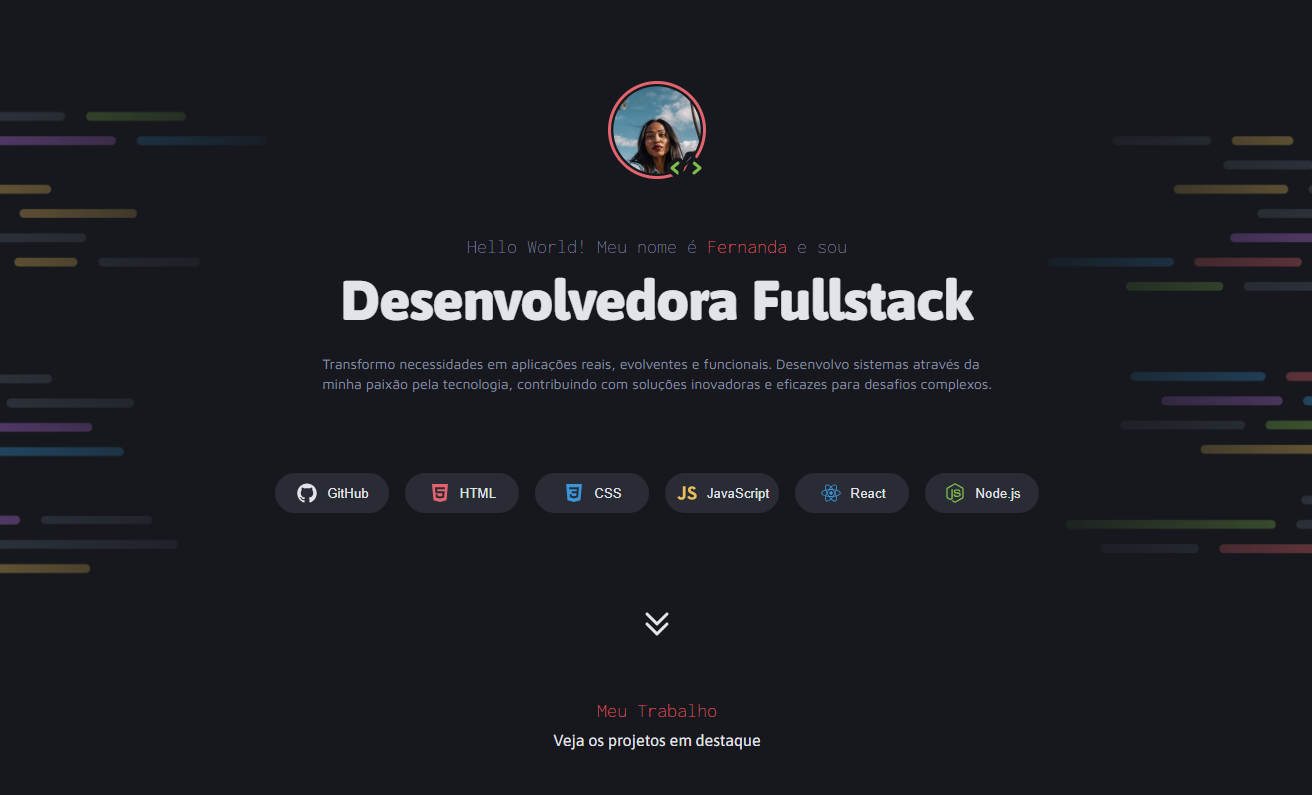 Hello World! Meu nome é Fernanda e sou
Desenvolvedora Fullstack
Transformo necessidades em aplicações reais, evolventes e funcionais. Desenvolvo sistemas através da
minha paixão pela tecnologia, contribuindo com soluções inovadoras e eficazes para desafios complexos.
GitHub
HTML
CSS
JS JavaScript
React
JS Node.js
Meu Trabalho
Veja os projetos em destaque